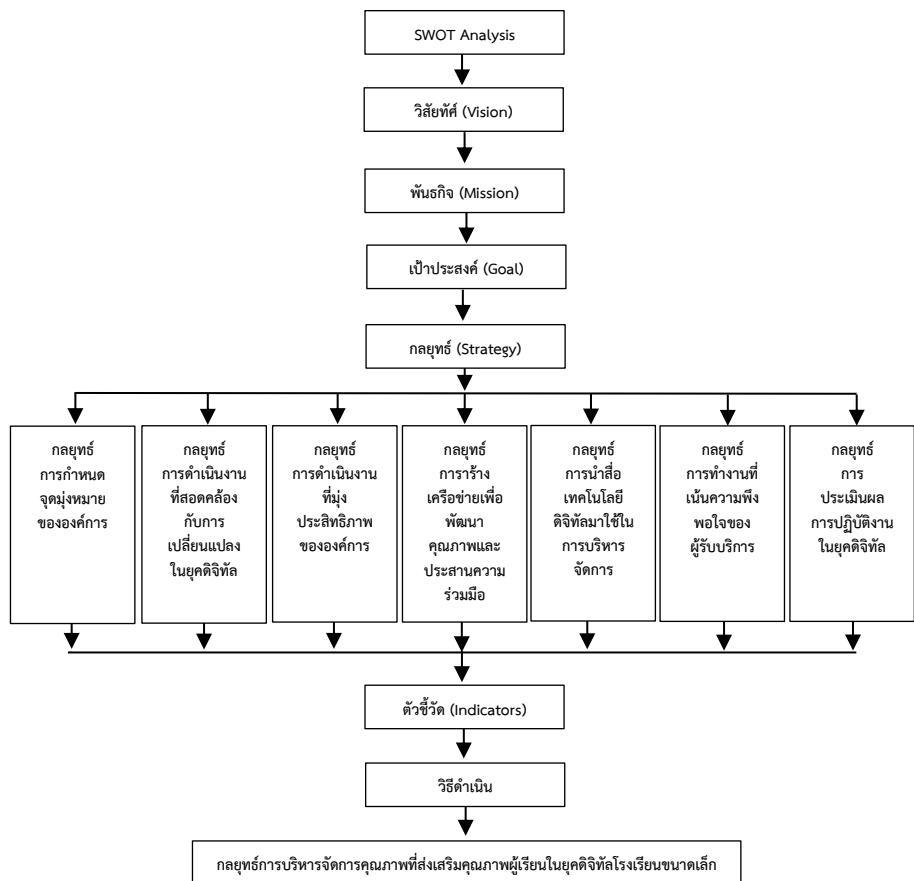 SWOT Analysis
วิสัยทัศ์ (Vision)
พันธกิจ (Mission)
เป้าประสงค์ (Goal)
กลยุทธ์ (Strategy)
กลยุทธ์
การกำหนด
จุดมุ่งหมาย
ขององค์การ
กลยุทธ์
การดำเนินงาน
ที่สอดคล้อง
กับการ
เปลี่ยนแปลง
ในยุคดิจิทัล
กลยุทธ์
การดำเนินงาน
ที่มุ่ง
ประสิทธิภาพ
ขององค์การ
กลยุทธ์
การาร้าง
เครือข่ายเพื่อ
พัฒนา
คุณภาพและ
ประสานความ
ร่วมมือ
กลยุทธ์
การนำสื่อ
เทคโนโลยี
ดิจิทัลมาใช้ใน
การบริหาร
จัดการ
กลยุทธ์
การทำงานที่
เน้นความพึง
พอใจของ
ผู้รับบริการ
กลยุทธ์
การ
ประเมินผล
การปฏิบัติงาน
ในยุคดิจิทัล
ตัวชี้วัด (Indicators)
วิธีดำเนิน
กลยุทธ์การบริหารจัดการคุณภาพที่ส่งเสริมคุณภาพผู้เรียนในยุคดิจิทัลโรงเรียนขนาดเล็ก